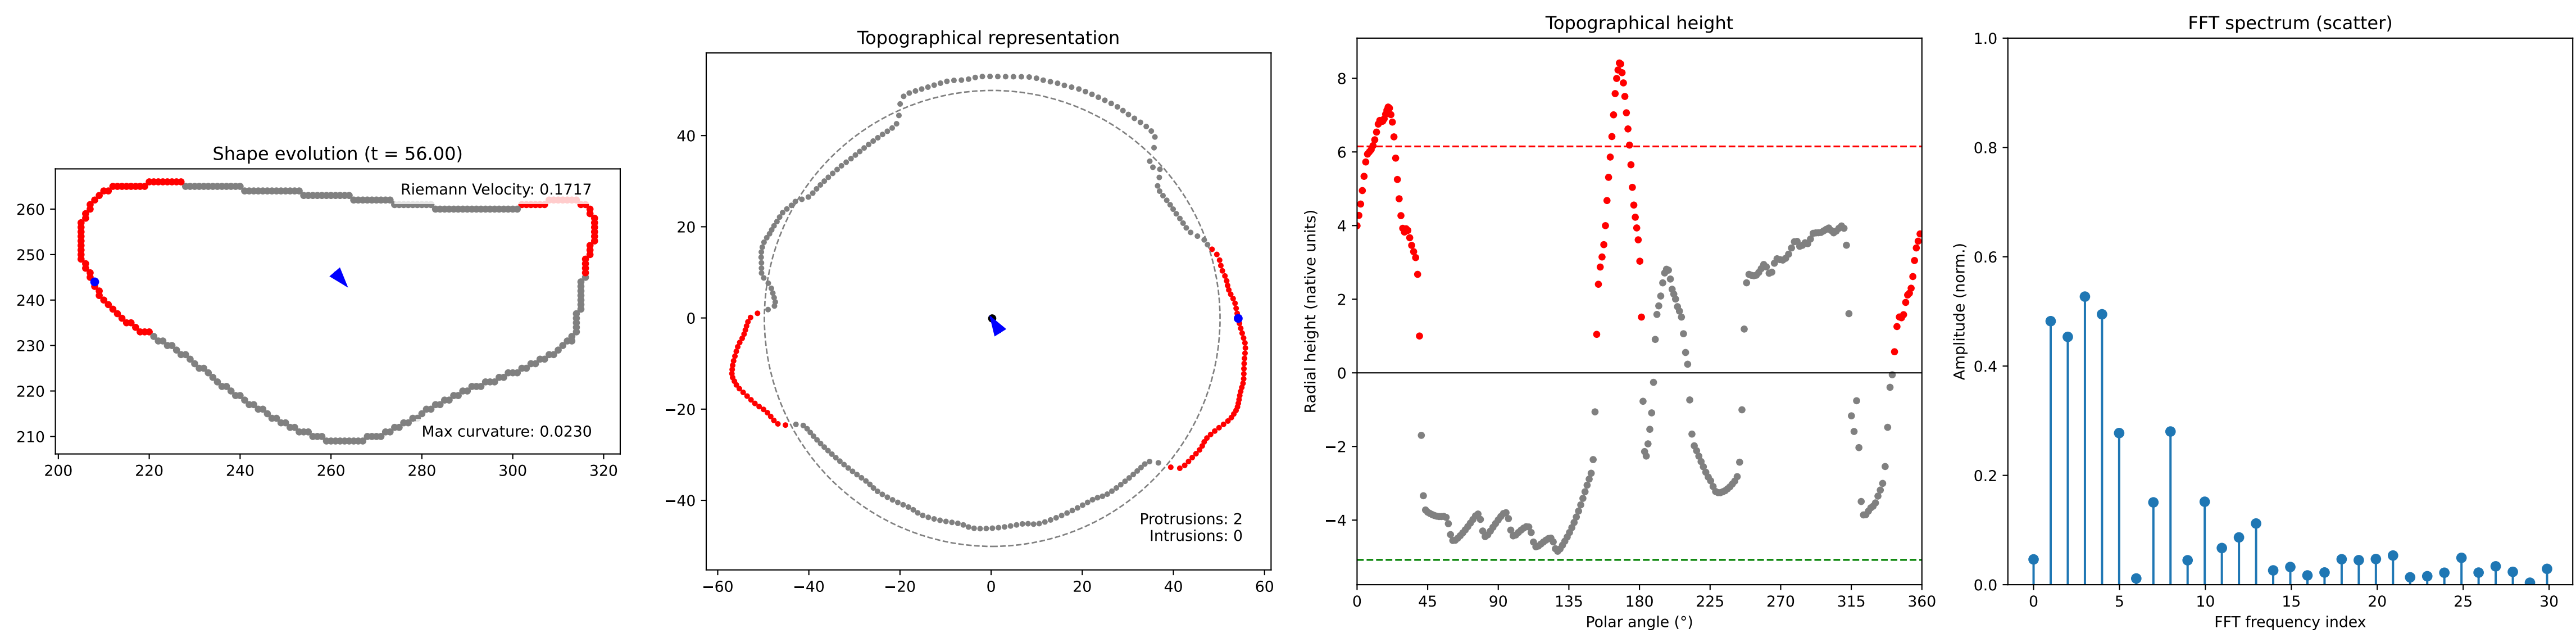 Shape evolution (t = 56.00)
Riemann Velocity: 0.1717
Max curvature: 0.0230
260
250
240
230
220
210
200 220 240 260 280 300 320
Topographical representation
40
20
0
−20
−40
Protrusions: 2
Intrusions: 0
−60 −40 −20 0 20 40 60
Topographical height
Radial height (native units)
8
6
4
2
0
−2
−4
0 45 90 135 180 225 270 315 360
Polar angle (°)
FFT spectrum (scatter)
Amplitude (norm.)
1.0
0.8
0.6
0.4
0.2
0.0
0 5 10 15 20 25 30
FFT frequency index